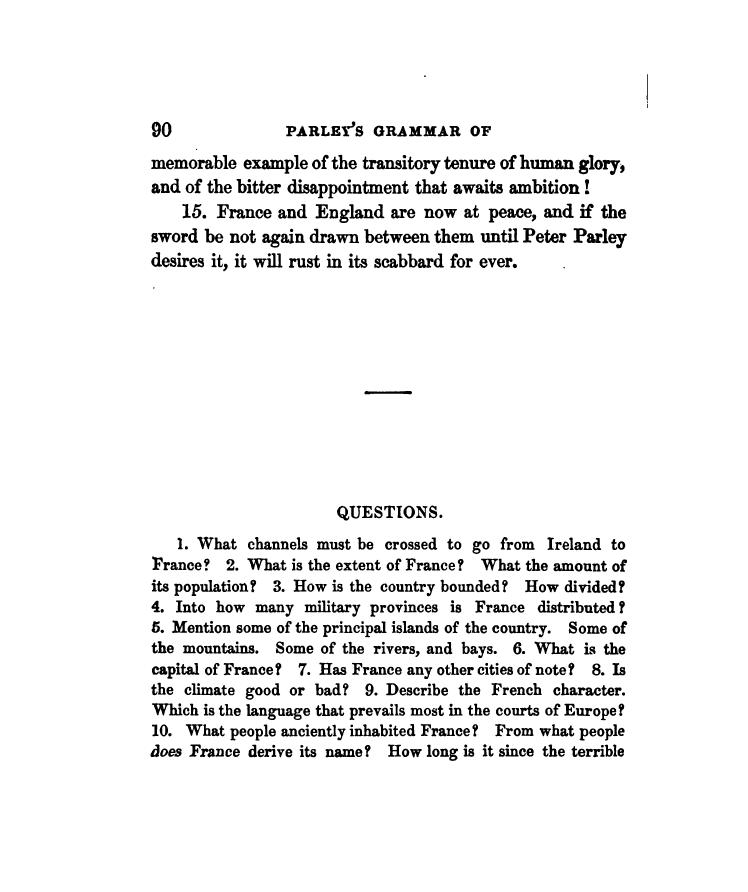 90 PARLEY'S GRAMMAR OF
memorable example of the transitory tenure of human glory,
and of the bitter disappointment that awaits ambition !
15. France and England are now at peace, and if the
sword be not again drawn between them until Peter Parley
desires it, it will rust in its scabbard for ever.
QUESTIONS.
1. What channels must be crossed to go from Ireland to
France? 2. What is the extent of France? What the amount of
its population? 3. How is the country bounded? How divided?
4. Into how many military provinces is France distributed?
5. Mention some of the principal islands of the country. Some of
the mountains. Some of the rivers, and bays. 6. What is the
capital of France? 7. Has France any other cities of note? 8. Is
the climate good or bad? 9. Describe the French character.
Which is the language that prevails most in the courts of Europe?
10. What people anciently inhabited France? From what people
does France derive its name? How long is it since the terrible